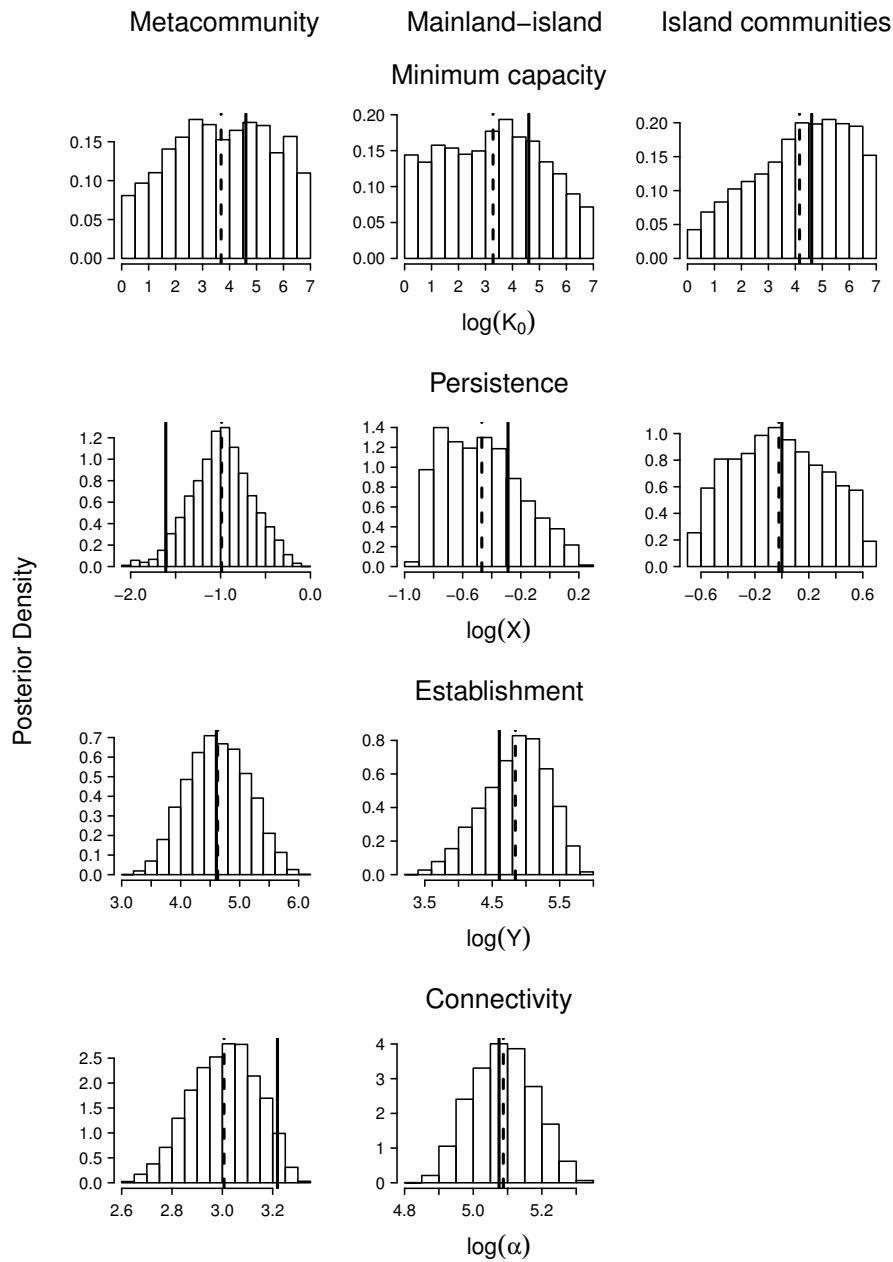 Metacommunity Mainland−island Island communities
Minimum capacity
0.00 0.05 0.10 0.15
0 1 2 3 4 5 6 7
0.00 0.05 0.10 0.15 0.20
0 1 2 3 4 5 6 7
0.00 0.05 0.10 0.15 0.20
0 1 2 3 4 5 6 7
log(K₀)
Persistence
0.0 0.2 0.4 0.6 0.8 1.0 1.2
−2.0 −1.0 0.0
0.0 0.2 0.4 0.6 0.8 1.0 1.2 1.4
−1.0 −0.6 −0.2 0.2
0.0 0.2 0.4 0.6 0.8 1.0
−0.6 −0.2 0.2 0.6
log(X)
Posterior Density
Establishment
0.0 0.1 0.2 0.3 0.4 0.5 0.6 0.7
3.0 4.0 5.0 6.0
0.0 0.2 0.4 0.6 0.8
3.5 4.5 5.5
log(Y)
Connectivity
0.0 0.5 1.0 1.5 2.0 2.5
2.6 2.8 3.0 3.2
0 1 2 3 4
4.8 5.0 5.2
log(α)